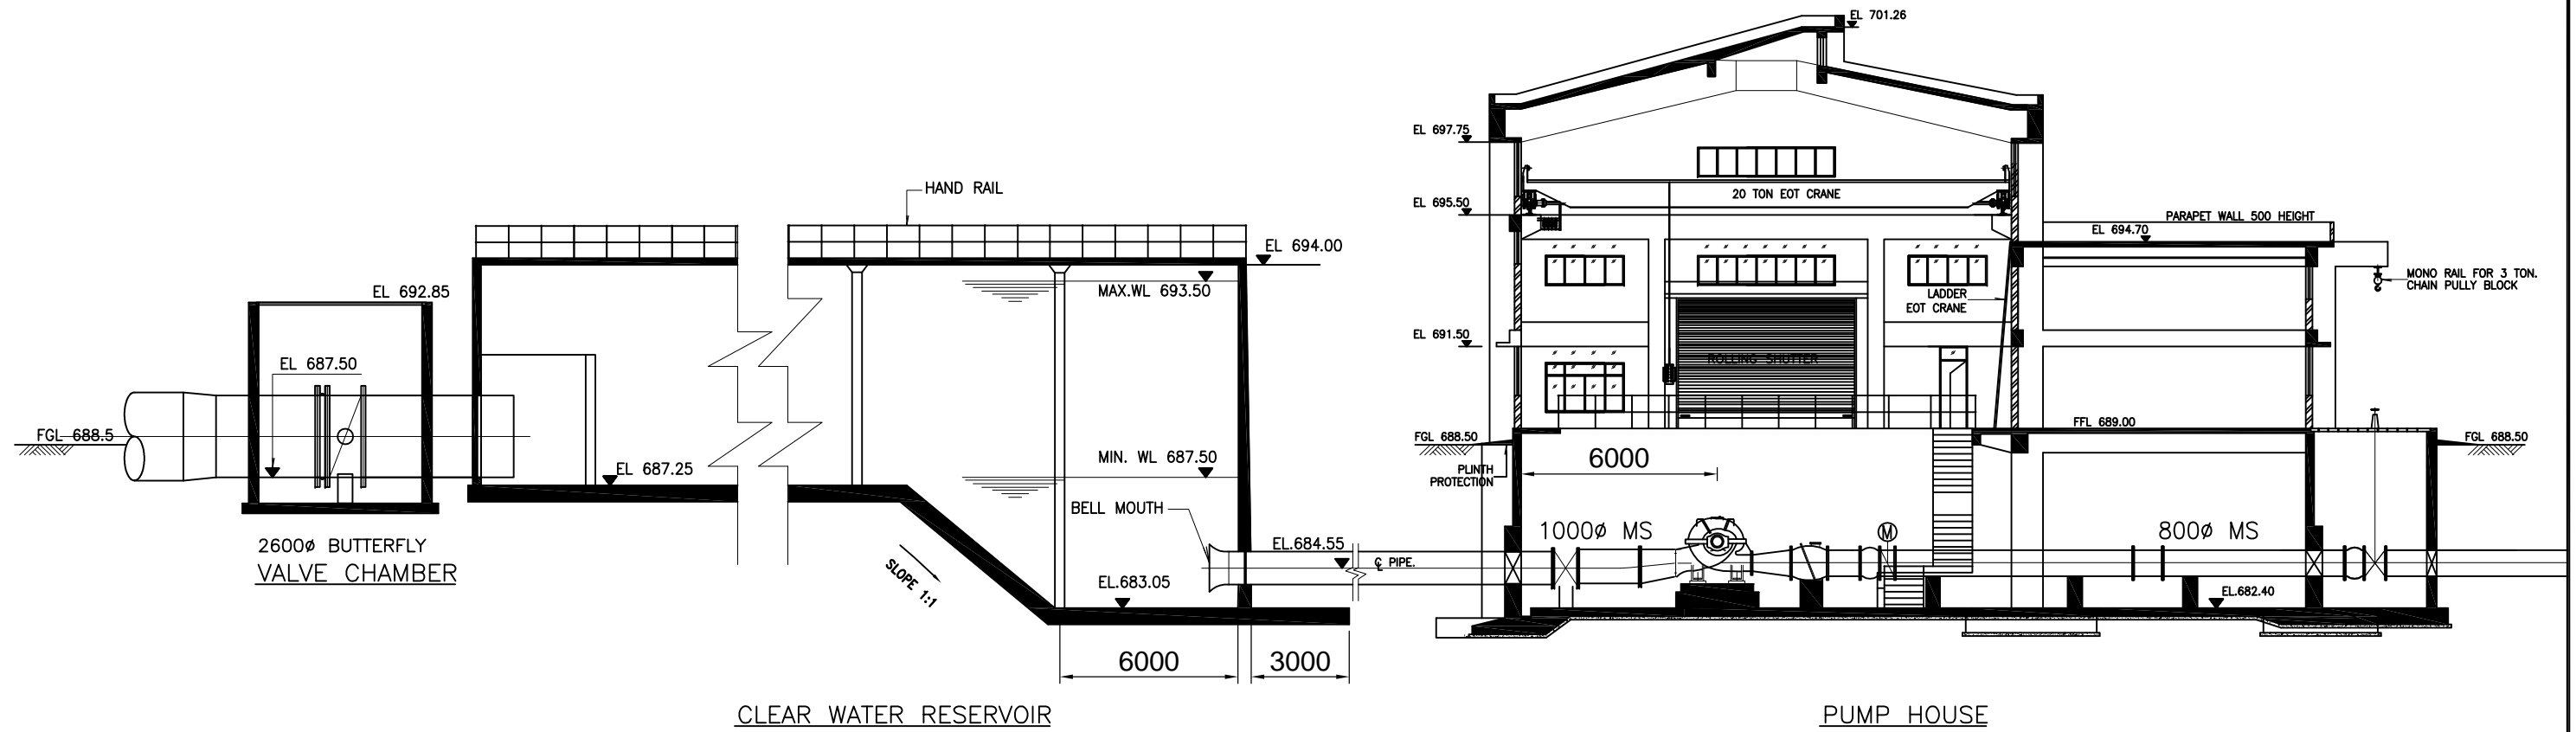 EL 701.26
EL 697.75
20 TON EOT CRANE
HAND RAIL
EL 695.50
PARAPET WALL 500 HEIGHT
EL 694.70
EL 694.00
MONO RAIL FOR 3 TON.
CHAIN PULLY BLOCK
MAX.WL 693.50
EL 692.85
LADDER
EOT CRANE
EL 691.50
ROLLING SHUTTER
EL 687.50
FFL 689.00
FGL 688.5
FGL 688.50
FGL 688.50
6000
MIN. WL 687.50
EL 687.25
PLINTH
PROTECTION
BELL MOUTH
1000ø MS
M
800ø MS
2600ø BUTTERFLY
VALVE CHAMBER
EL.684.55
℄ PIPE.
SLOPE 1:1
EL.683.05
EL.682.40
6000
3000
CLEAR WATER RESERVOIR
PUMP HOUSE